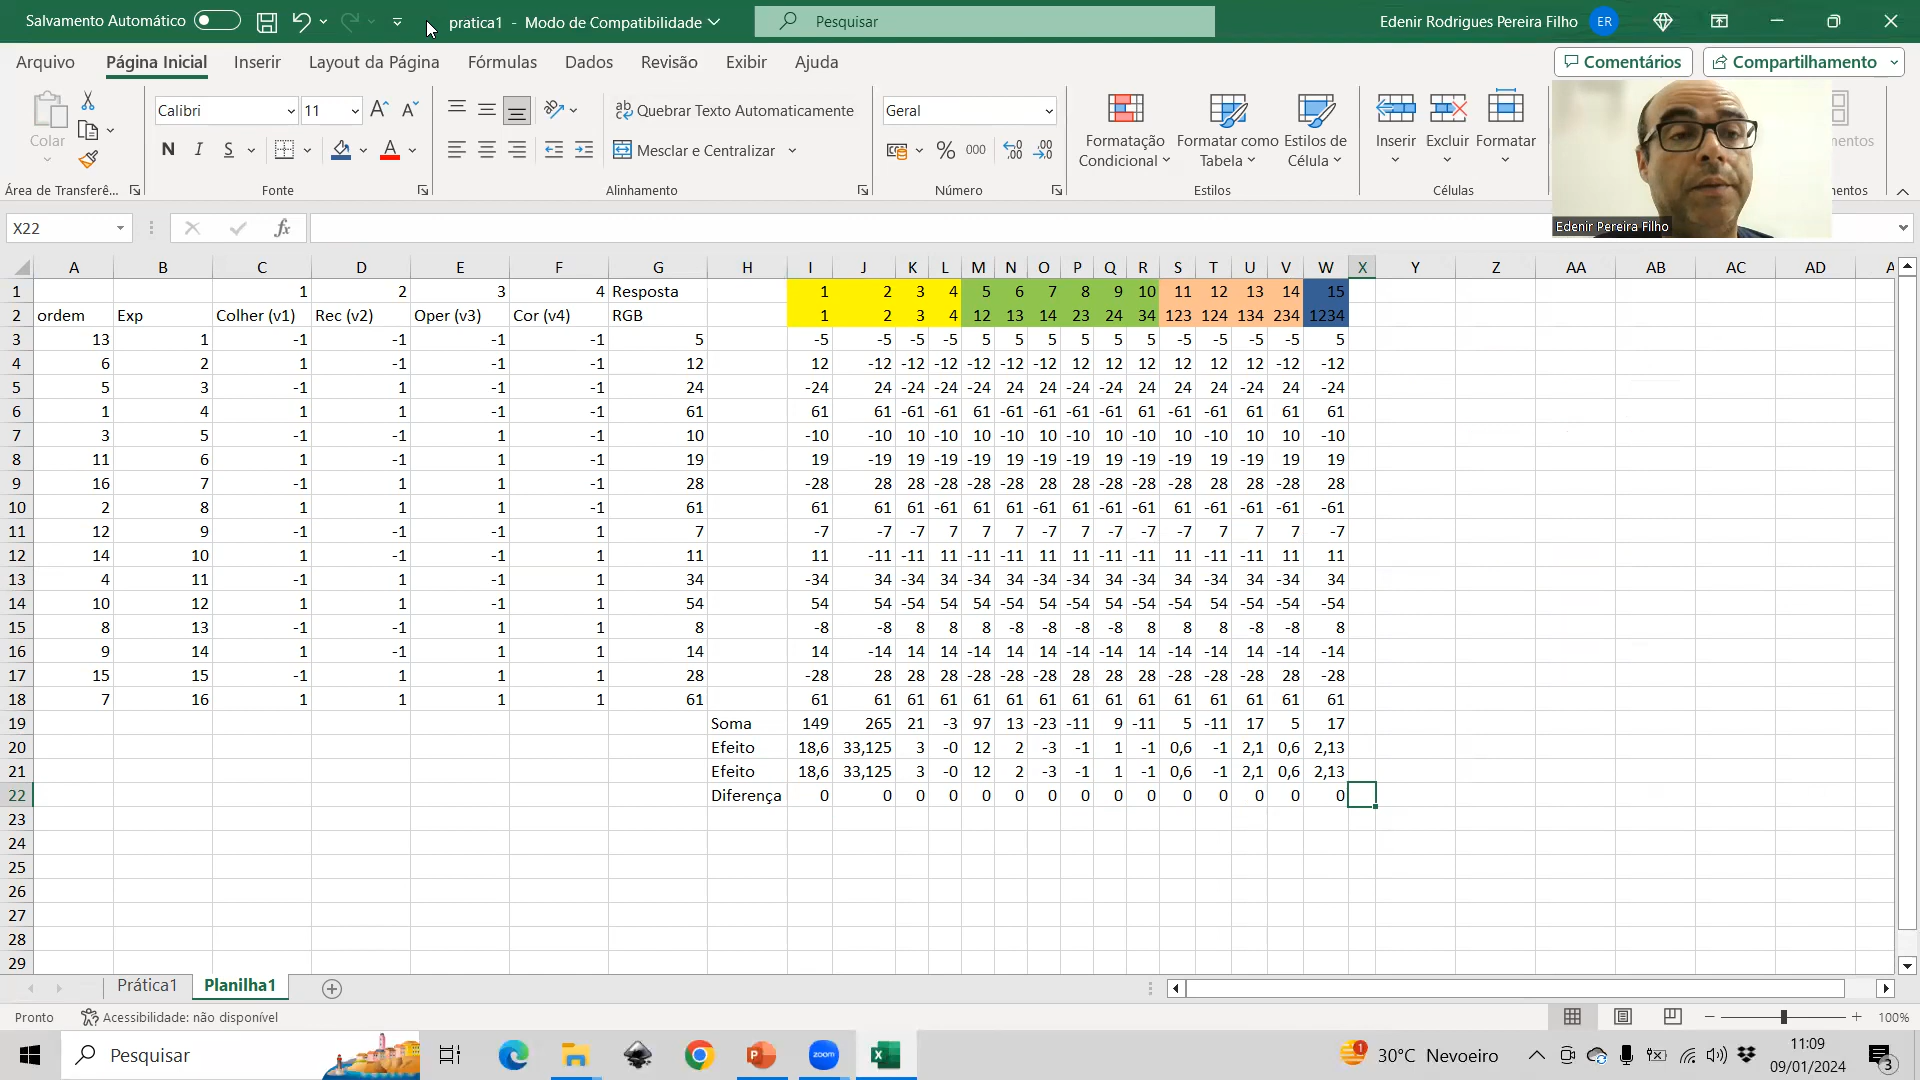 Salvamento Automático
pratica1 - Modo de Compatibilidade
Pesquisar
Edenir Rodrigues Pereira Filho ER
Arquivo Página Inicial Inserir Layout da Página Fórmulas Dados Revisão Exibir Ajuda Comentários Compartilhamento
Colar
Calibri 11
N I S A
Quebrar Texto Automaticamente
Mesclar e Centralizar
Geral
% 000
Formatação Condicional
Formatar como Tabela
Estilos de Célula
Inserir Excluir Formatar
Área de Transferê... Fonte Alinhamento Número Estilos Células
Edenir Pereira Filho
X22 fx
A B C D E F G H I J K L M N O P Q R S T U V W X Y Z AA AB AC AD
1 1 2 3 4 Resposta 1 2 3 4 5 6 7 8 9 10 11 12 13 14 15
2 ordem Exp Colher (v1) Rec (v2) Oper (v3) Cor (v4) RGB 1 2 3 4 12 13 14 23 24 34 123 124 134 234 1234
3 13 1 -1 -1 -1 -1 5 -5 -5 -5 -5 5 5 5 5 5 5 -5 -5 -5 -5 5
4 6 2 1 -1 -1 -1 12 12 -12 -12 -12 -12 -12 -12 12 12 12 12 12 12 -12 -12
5 5 3 -1 1 -1 -1 24 -24 24 -24 -24 -24 24 24 -24 -24 24 24 24 -24 24 -24
6 1 4 1 1 -1 -1 61 61 61 -61 -61 61 -61 -61 -61 -61 61 -61 -61 61 61 61
7 3 5 -1 -1 1 -1 10 -10 -10 10 -10 10 -10 10 -10 10 -10 10 -10 10 10 -10
8 11 6 1 -1 1 -1 19 19 -19 19 -19 -19 19 -19 -19 19 -19 -19 19 -19 19 19
9 16 7 -1 1 1 -1 28 -28 28 28 -28 -28 -28 28 28 -28 -28 -28 28 28 -28 28
10 2 8 1 1 1 -1 61 61 61 61 -61 61 61 -61 61 -61 -61 61 -61 -61 -61 -61
11 12 9 -1 -1 -1 1 7 -7 -7 -7 7 7 7 -7 7 -7 -7 -7 7 7 7 -7
12 14 10 1 -1 -1 1 11 11 -11 -11 11 -11 -11 11 11 -11 -11 11 -11 -11 11 11
13 4 11 -1 1 -1 1 34 -34 34 -34 34 -34 34 -34 -34 34 -34 34 -34 34 -34 34
14 10 12 1 1 -1 1 54 54 54 -54 54 54 -54 54 -54 54 -54 -54 54 -54 -54 -54
15 8 13 -1 -1 1 1 8 -8 -8 8 8 8 -8 -8 -8 -8 8 8 8 -8 -8 8
16 9 14 1 -1 1 1 14 14 -14 14 14 -14 14 14 -14 -14 14 -14 -14 14 -14 -14
17 15 15 -1 1 1 1 28 -28 28 28 28 -28 -28 -28 28 28 28 -28 -28 -28 28 -28
18 7 16 1 1 1 1 61 61 61 61 61 61 61 61 61 61 61 61 61 61 61 61
19 Soma 149 265 21 -3 97 13 -23 -11 9 -11 5 -11 17 5 17
20 Efeito 18,6 33,125 3 -0 12 2 -3 -1 1 -1 0,6 -1 2,1 0,6 2,13
21 Efeito 18,6 33,125 3 -0 12 2 -3 -1 1 -1 0,6 -1 2,1 0,6 2,13
22 Diferença 0 0 0 0 0 0 0 0 0 0 0 0 0 0 0
23
24
25
26
27
28
29
Prática1 Planilha1
Pronto Acessibilidade: não disponível 100%
Pesquisar
zoom
30°C Nevoeiro
11:09
09/01/2024
3